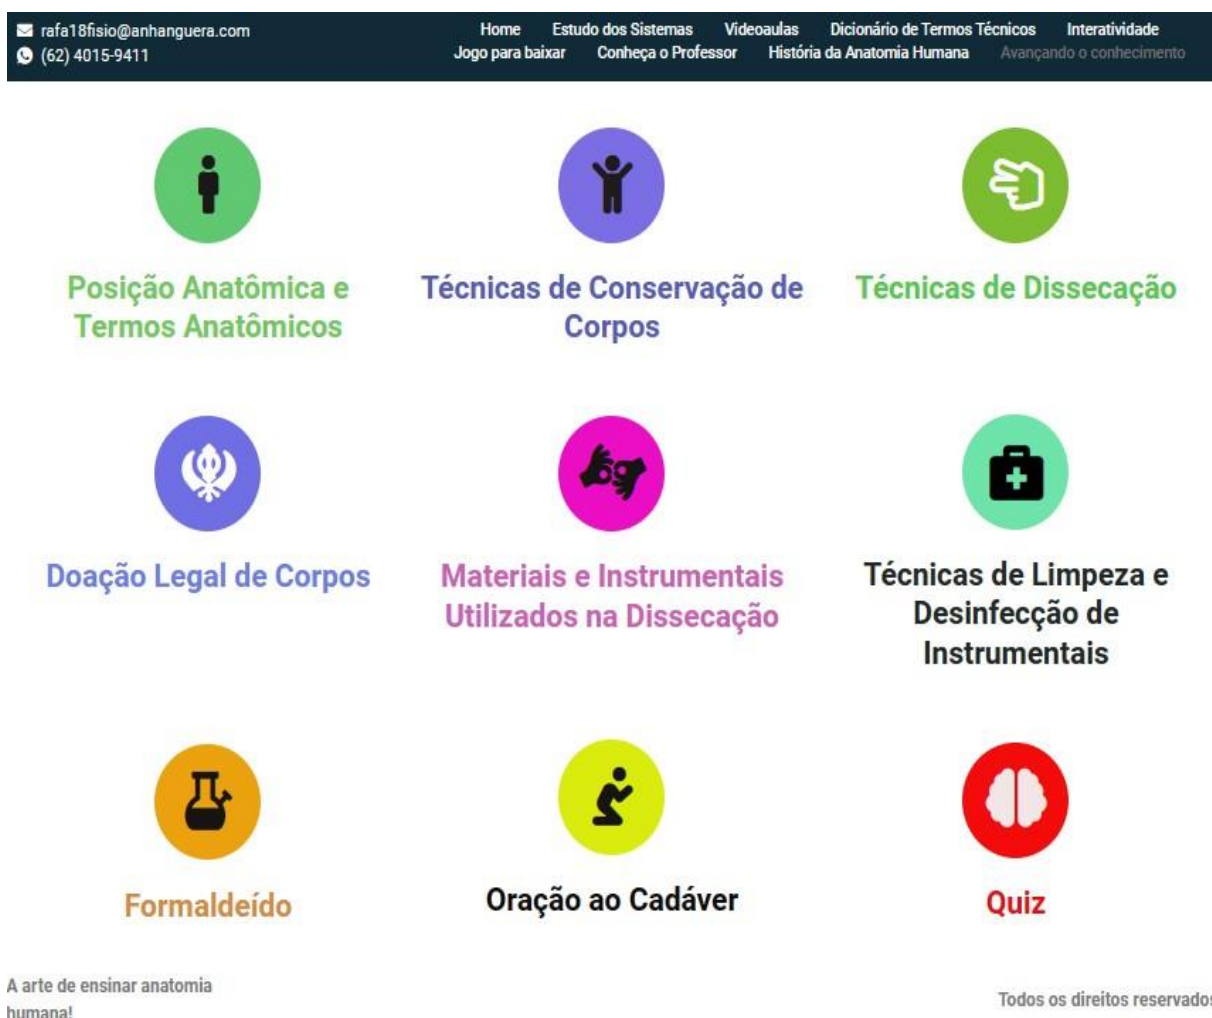 rafa18fisio@anhanguera.com
(62) 4015-9411
Home Estudo dos Sistemas Videoaulas Dicionário de Termos Técnicos Interatividade
Jogo para baixar Conheça o Professor História da Anatomia Humana Avançando o conhecimento
Posição Anatômica e
Termos Anatômicos
Técnicas de Conservação de
Corpos
Técnicas de Dissecação
Doação Legal de Corpos
Materiais e Instrumentais
Utilizados na Dissecação
Técnicas de Limpeza e
Desinfecção de
Instrumentais
Formaldeído
Oração ao Cadáver
Quiz
A arte de ensinar anatomia
humana!
Todos os direitos reservados